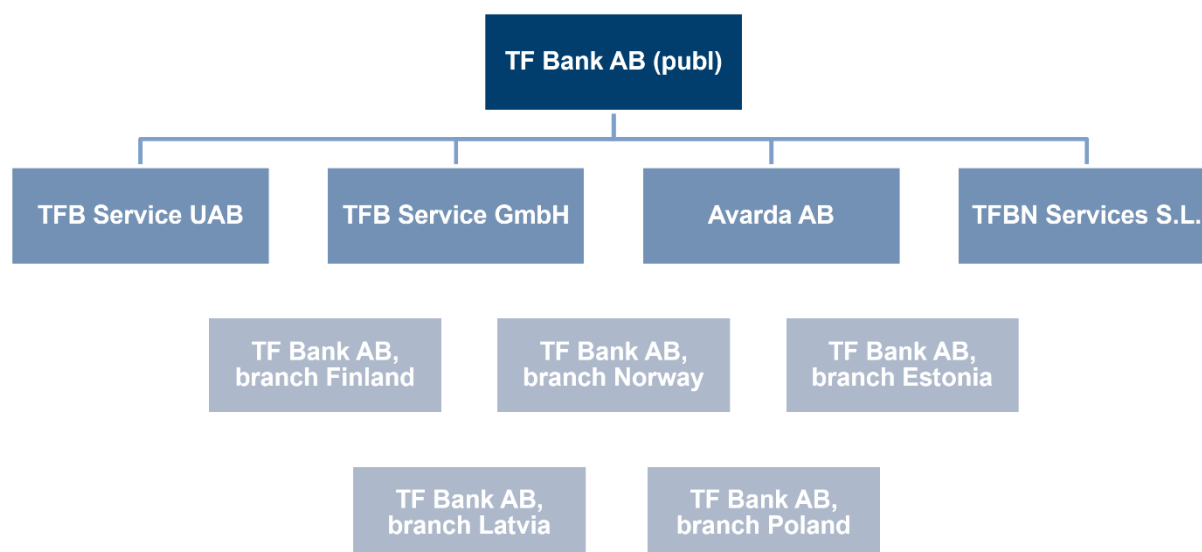 TF Bank AB (publ)
TFB Service UAB
TFB Service GmbH
Avarda AB
TFBN Services S.L.
TF Bank AB,
branch Finland
TF Bank AB,
branch Norway
TF Bank AB,
branch Estonia
TF Bank AB,
branch Latvia
TF Bank AB,
branch Poland